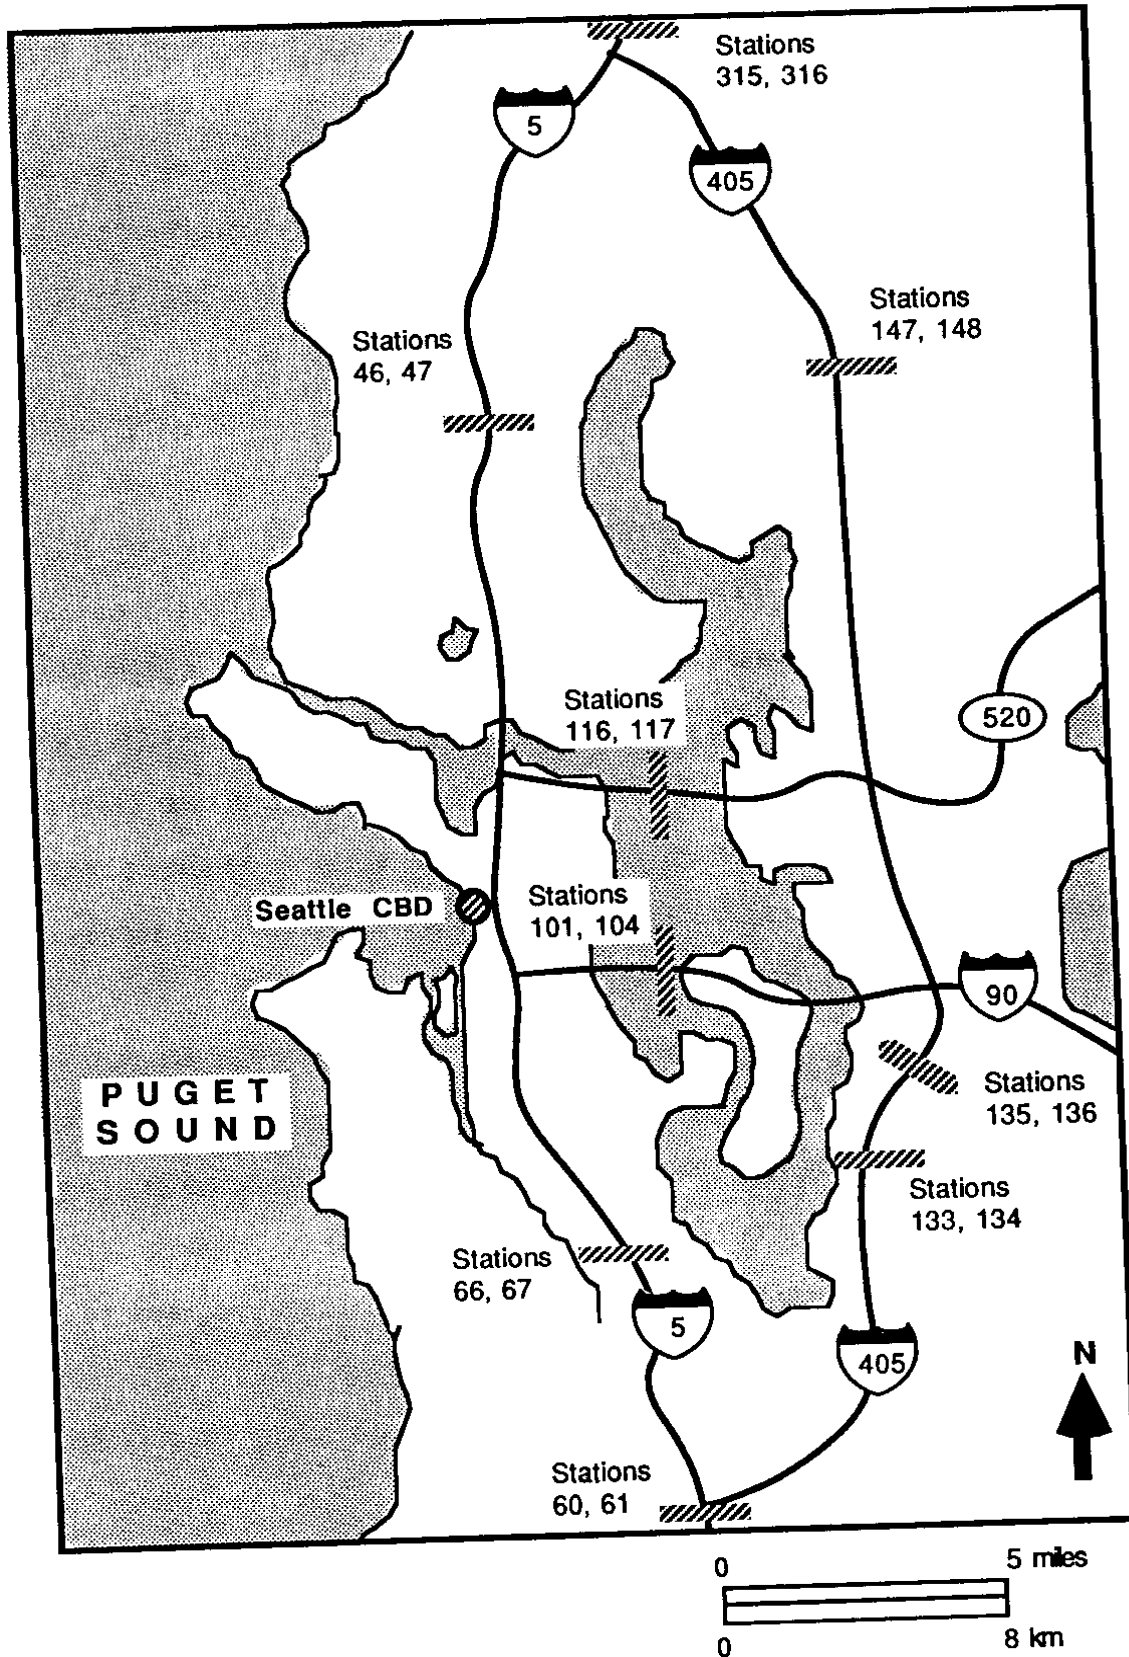 Stations
315, 316
5
405
Stations
147, 148
Stations
46, 47
Stations
116, 117
520
Seattle CBD
Stations
101, 104
90
PUGET
SOUND
Stations
135, 136
Stations
133, 134
Stations
66, 67
5
405
N
Stations
60, 61
0
5 miles
0
8 km